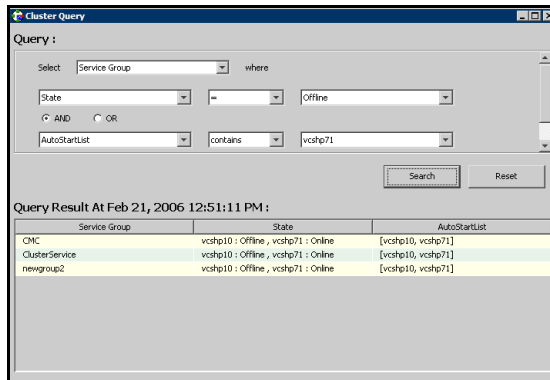 Cluster Query
Query :
Select Service Group where
State = Offline
AND OR
AutoStartList contains vcshp71
Search Reset
Query Result At Feb 21, 2006 12:51:11 PM :
Service Group State AutoStartList
CMC vcshp10 : Offline , vcshp71 : Online [vcshp10, vcshp71]
ClusterService vcshp10 : Offline , vcshp71 : Online [vcshp10, vcshp71]
newgroup2 vcshp10 : Offline , vcshp71 : Online [vcshp10, vcshp71]